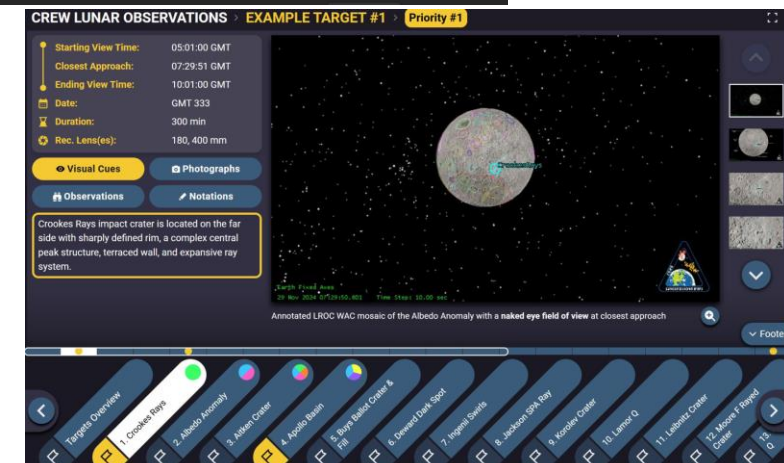 CREW LUNAR OBSERVATIONS > EXAMPLE TARGET #1 > Priority #1
Starting View Time: 05:01:00 GMT
Closest Approach: 07:29:51 GMT
Ending View Time: 10:01:00 GMT
Date: GMT 333
Duration: 300 min
Rec. Lens(es): 180, 400 mm
Visual Cues
Photographs
Observations
Notations
Crookes Rays impact crater is located on the far
side with sharply defined rim, a complex central
peak structure, terraced wall, and expansive ray
system.
CrookesRays
Earth Fixed Axes
29 Nov 2024 07:29:50.001 Time Step: 10.00 sec
Annotated LROC WAC mosaic of the Albedo Anomaly with a naked eye field of view at closest approach
Foote
Targets Overview
1. Crookes Rays
2. Albedo Anomaly
3. Aitken Crater
4. Apollo Basin
5. Buys Ballot Crater &
Fill
6. Deward Dark Spot
7. Ingenii Swirls
8. Jackson SPA Ray
9. Korolev Crater
10. Lamor Q
11. Leibnitz Crater
12. Moore F Rayed
Crater
13.
Q